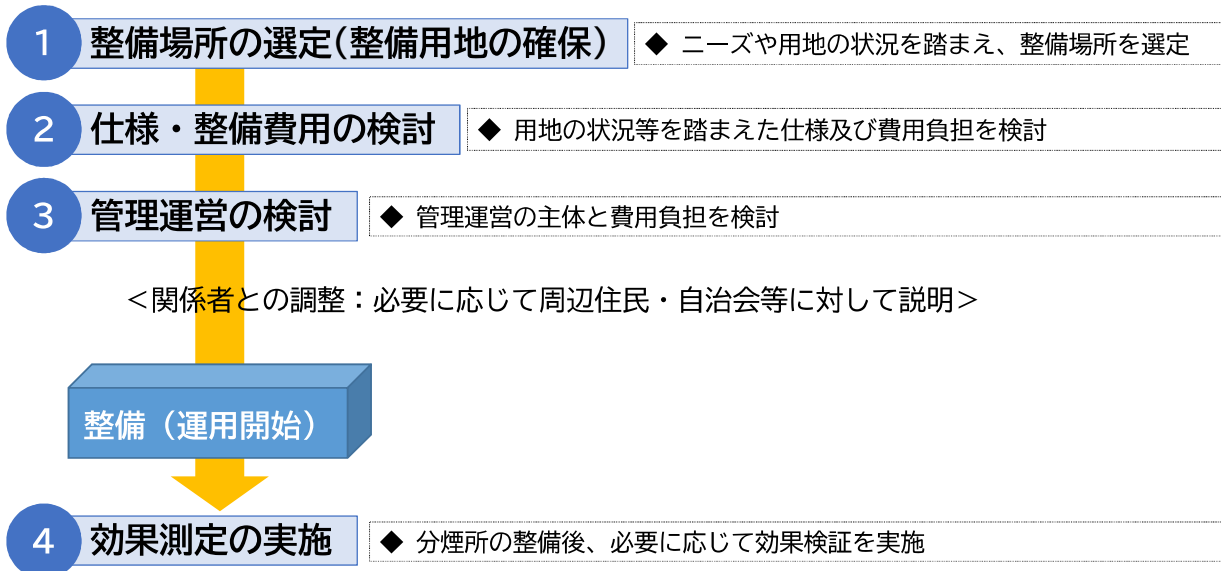 1 整備場所の選定(整備用地の確保) ◆ ニーズや用地の状況を踏まえ、整備場所を選定
2 仕様・整備費用の検討 ◆ 用地の状況等を踏まえた仕様及び費用負担を検討
3 管理運営の検討 ◆ 管理運営の主体と費用負担を検討
＜関係者との調整：必要に応じて周辺住民・自治会等に対して説明＞
整備（運用開始）
4 効果測定の実施 ◆ 分煙所の整備後、必要に応じて効果検証を実施